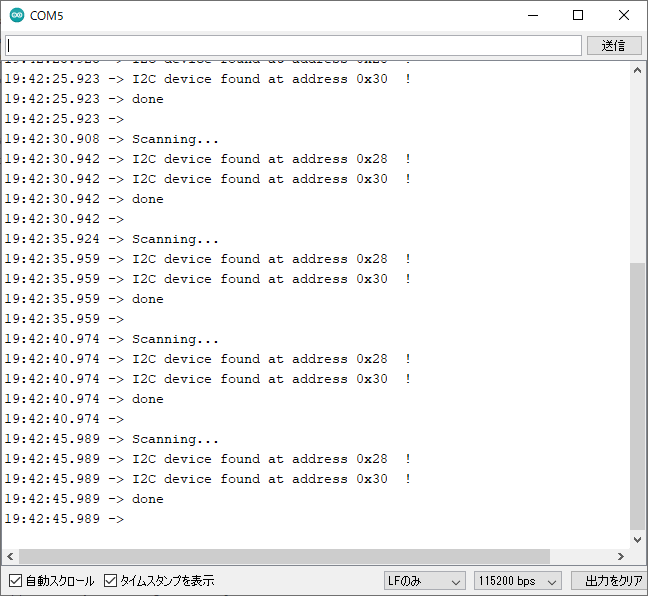 COM5
送信
19:42:25.923 -> I2C device found at address 0x30  !
19:42:25.923 -> done
19:42:25.923 ->
19:42:30.908 -> Scanning...
19:42:30.942 -> I2C device found at address 0x28  !
19:42:30.942 -> I2C device found at address 0x30  !
19:42:30.942 -> done
19:42:30.942 ->
19:42:35.924 -> Scanning...
19:42:35.959 -> I2C device found at address 0x28  !
19:42:35.959 -> I2C device found at address 0x30  !
19:42:35.959 -> done
19:42:35.959 ->
19:42:40.974 -> Scanning...
19:42:40.974 -> I2C device found at address 0x28  !
19:42:40.974 -> I2C device found at address 0x30  !
19:42:40.974 -> done
19:42:40.974 ->
19:42:45.989 -> Scanning...
19:42:45.989 -> I2C device found at address 0x28  !
19:42:45.989 -> I2C device found at address 0x30  !
19:42:45.989 -> done
19:42:45.989 ->
自動スクロール タイムスタンプを表示 LFのみ 115200 bps 出力をクリア